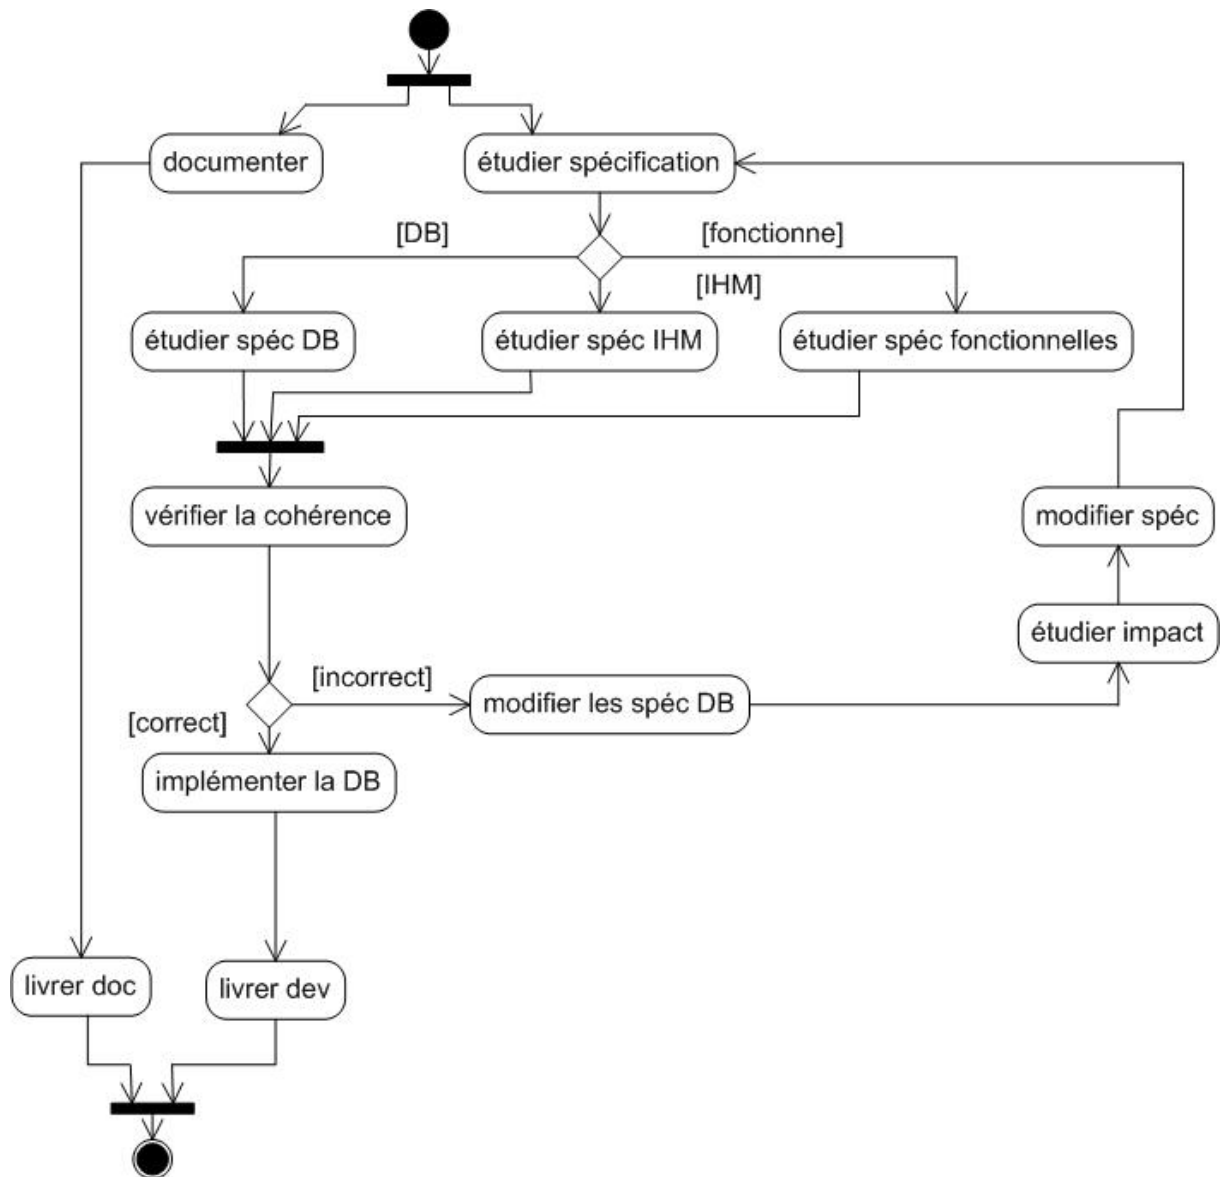 documenter
étudier spécification
[DB]
[fonctionne]
[IHM]
étudier spéc DB
étudier spéc IHM
étudier spéc fonctionnelles
vérifier la cohérence
modifier spéc
étudier impact
[incorrect]
modifier les spéc DB
[correct]
implémenter la DB
livrer doc
livrer dev